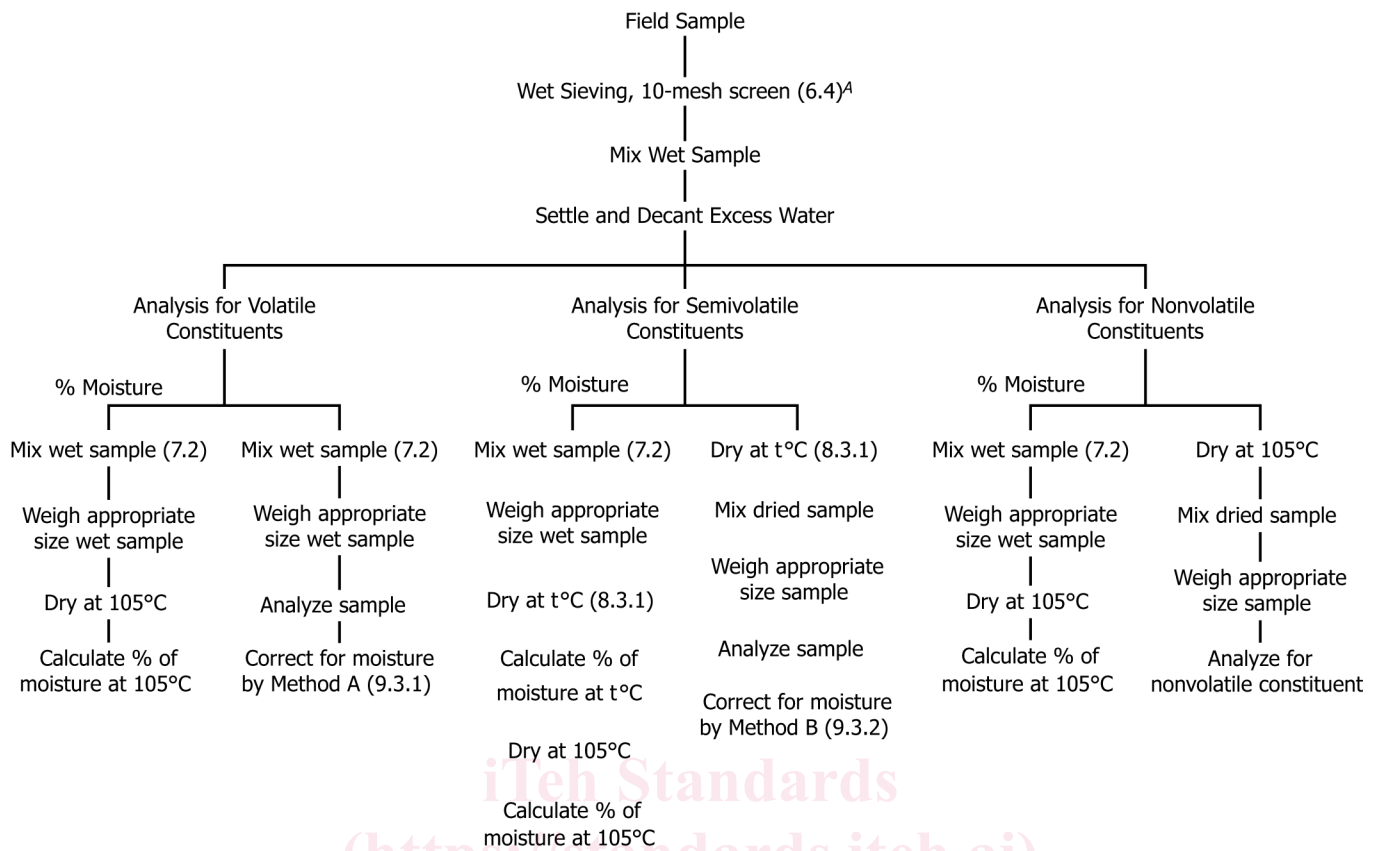 Field Sample
Wet Sieving, 10-mesh screen (6.4)ᴬ
Mix Wet Sample
Settle and Decant Excess Water
Analysis for Volatile
Constituents
% Moisture
Mix wet sample (7.2)
Weigh appropriate
size wet sample
Dry at 105°C
Calculate % of
moisture at 105°C
Mix wet sample (7.2)
Weigh appropriate
size wet sample
Analyze sample
Correct for moisture
by Method A (9.3.1)
Analysis for Semivolatile
Constituents
% Moisture
Mix wet sample (7.2)
Weigh appropriate
size wet sample
Dry at t°C (8.3.1)
Calculate % of
moisture at t°C
Dry at 105°C
Calculate % of
moisture at 105°C
Dry at t°C (8.3.1)
Mix dried sample
Weigh appropriate
size sample
Analyze sample
Correct for moisture
by Method B (9.3.2)
Analysis for Nonvolatile
Constituents
% Moisture
Mix wet sample (7.2)
Weigh appropriate
size wet sample
Dry at 105°C
Calculate % of
moisture at 105°C
Dry at 105°C
Mix dried sample
Weigh appropriate
size sample
Analyze for
nonvolatile constituent
iTeh Standards
(https://standards.iteh.ai)